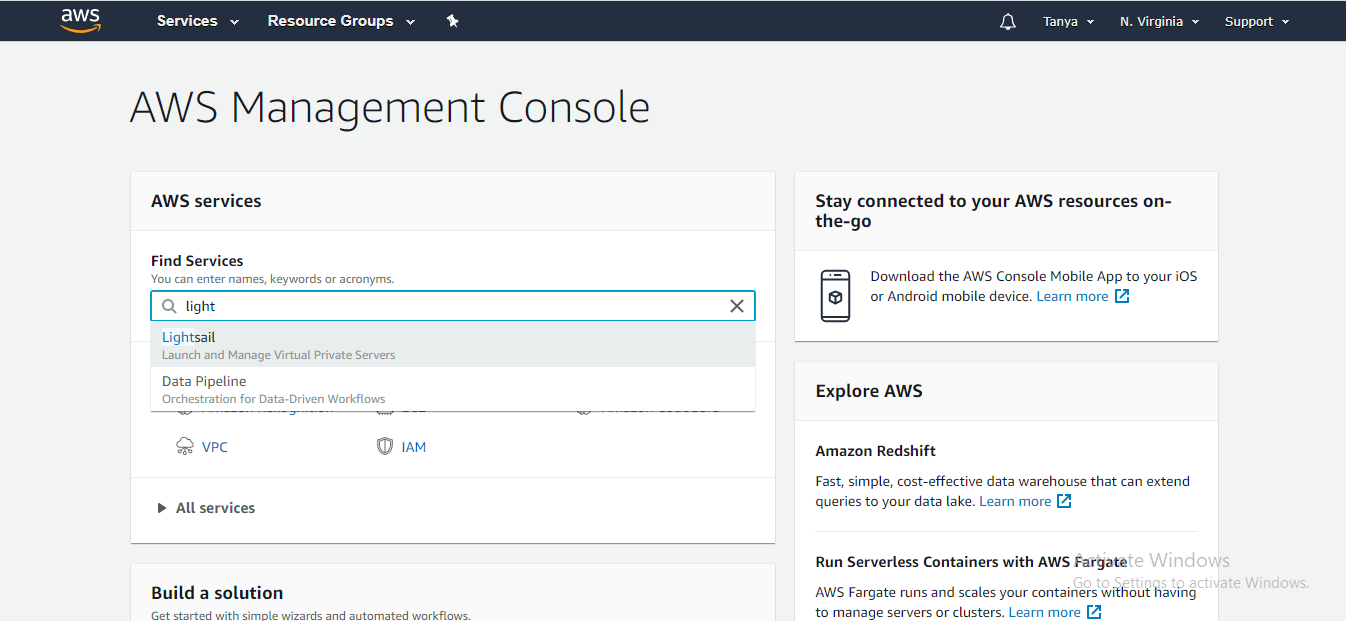 aws Services Resource Groups Tanya N. Virginia Support
AWS Management Console
AWS services
Find Services
You can enter names, keywords or acronyms.
light
Lightsail
Launch and Manage Virtual Private Servers
Data Pipeline
Orchestration for Data-Driven Workflows
VPC IAM
All services
Build a solution
Get started with simple wizards and automated workflows.
Stay connected to your AWS resources on-
the-go
Download the AWS Console Mobile App to your iOS
or Android mobile device. Learn more
Explore AWS
Amazon Redshift
Fast, simple, cost-effective data warehouse that can extend
queries to your data lake. Learn more
Run Serverless Containers with AWS Fargate
AWS Fargate runs and scales your containers without having
to manage servers or clusters. Learn more
Activate Windows
Go to Settings to activate Windows.